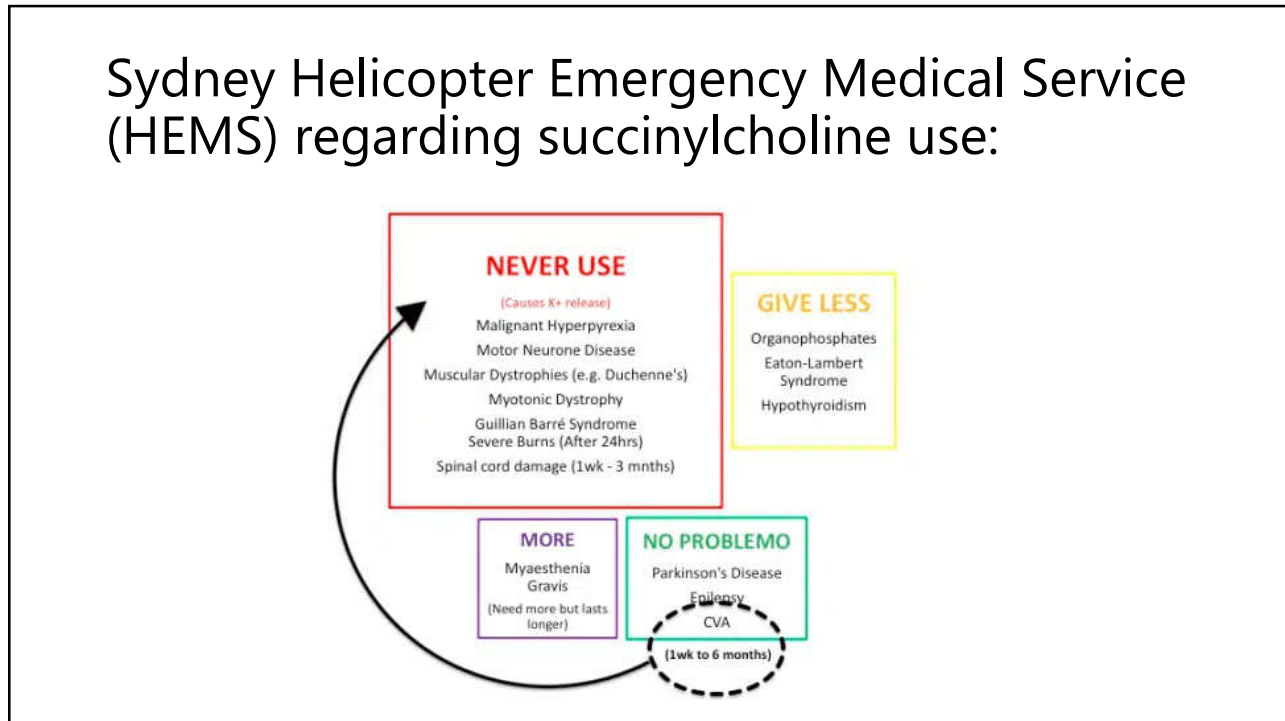 Sydney Helicopter Emergency Medical Service
(HEMS) regarding succinylcholine use:
NEVER USE
(Causes K+ release)
Malignant Hyperpyrexia
Motor Neurone Disease
Muscular Dystrophies (e.g. Duchenne's)
Myotonic Dystrophy
Guillian Barré Syndrome
Severe Burns (After 24hrs)
Spinal cord damage (1wk - 3 mnths)
GIVE LESS
Organophosphates
Eaton-Lambert
Syndrome
Hypothyroidism
MORE
Myaesthenia
Gravis
(Need more but lasts
longer)
NO PROBLEMO
Parkinson's Disease
Epilepsy
CVA
(1wk to 6 months)